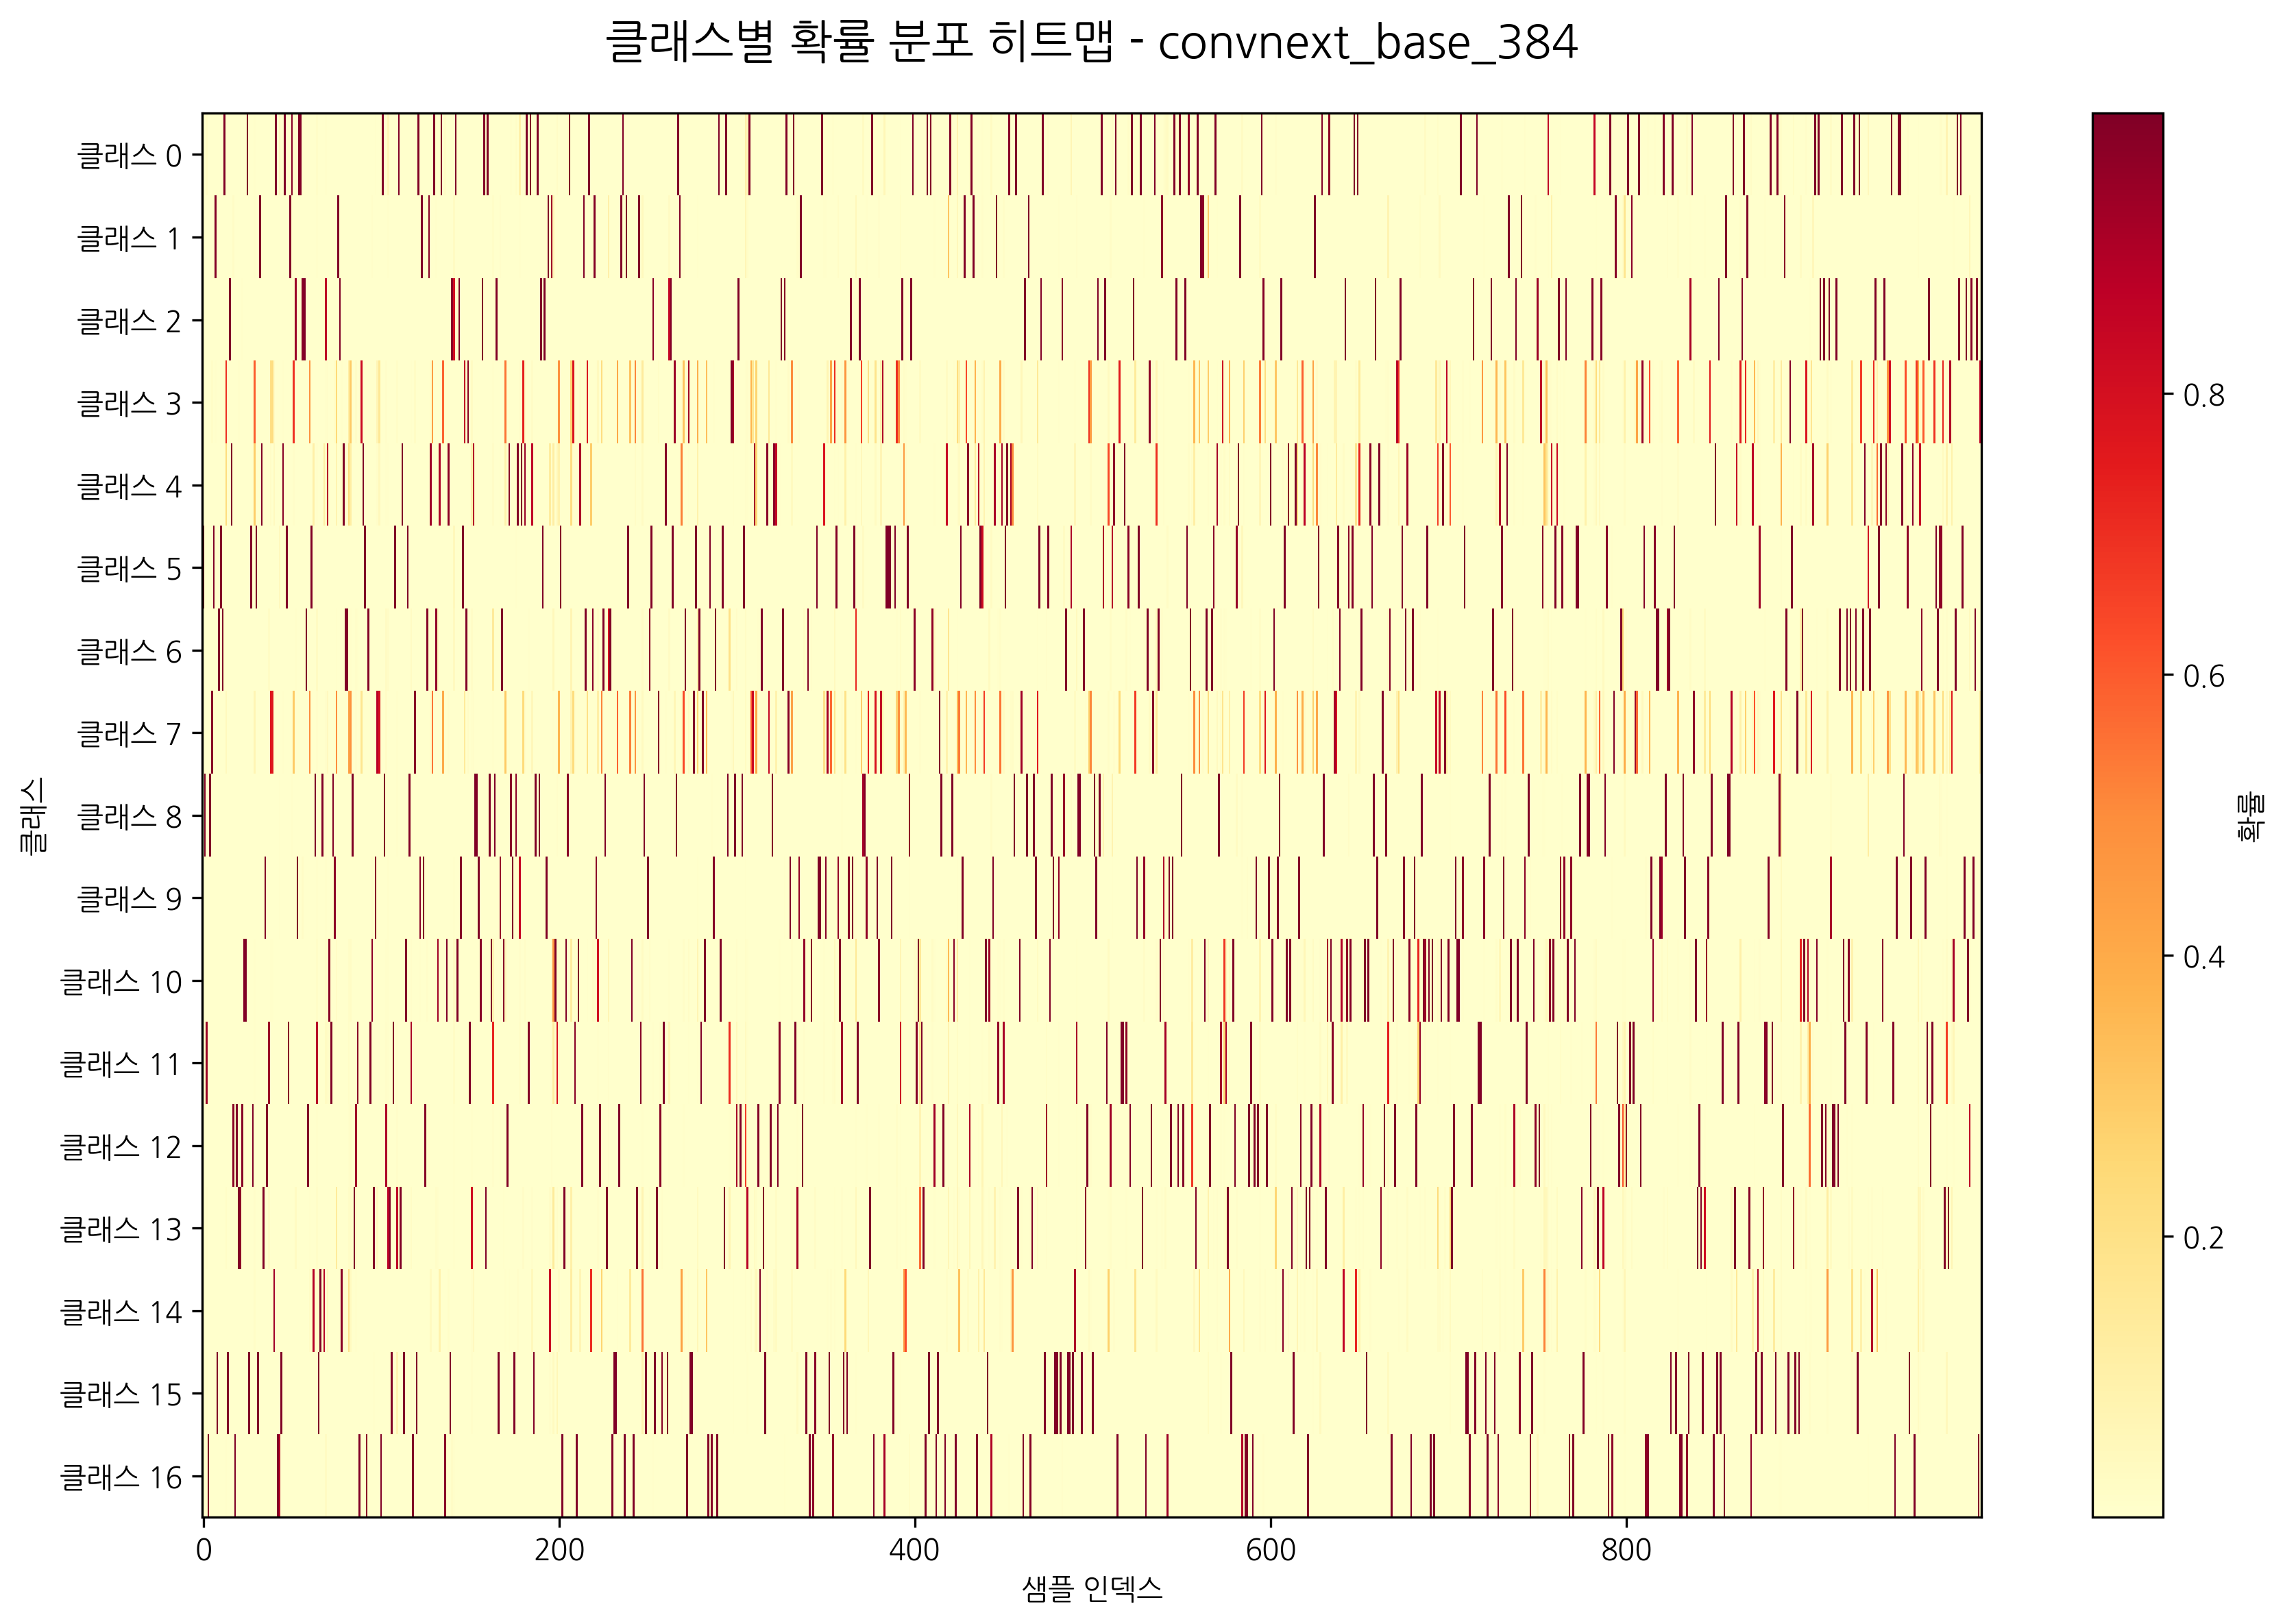 클래스별 확률 분포 히트맵 - convnext_base_384
클래스 0
클래스 1
클래스 2
클래스 3
클래스 4
클래스 5
클래스 6
클래스 7
클래스 8
클래스 9
클래스 10
클래스 11
클래스 12
클래스 13
클래스 14
클래스 15
클래스 16
클래스
0
200
400
600
800
샘플 인덱스
0.8
0.6
0.4
0.2
확률